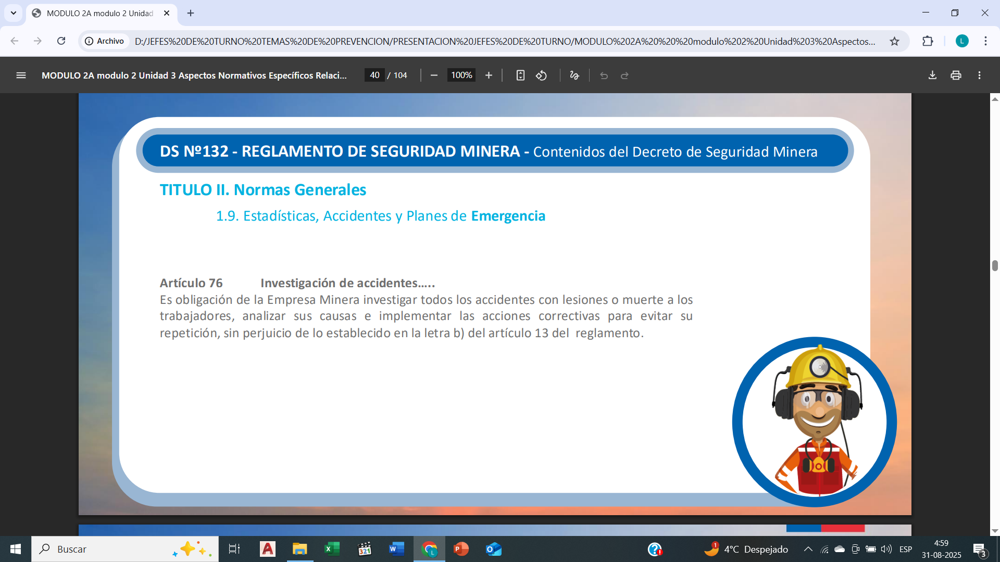 MODULO 2A modulo 2 Unidad
Archivo
D:/JEFES%20DE%20TURNO%20TEMAS%20DE%20PREVENCION/PRESENTACION%20JEFES%20DE%20TURNO/MODULO%202A%20%20%20modulo%202%20Unidad%203%20Aspectos...
L
MODULO 2A modulo 2 Unidad 3 Aspectos Normativos Específicos Relaci...
40 / 104
100%
DS Nº132 - REGLAMENTO DE SEGURIDAD MINERA - Contenidos del Decreto de Seguridad Minera
TITULO II. Normas Generales
1.9. Estadísticas, Accidentes y Planes de Emergencia
Artículo 76 Investigación de accidentes.....
Es obligación de la Empresa Minera investigar todos los accidentes con lesiones o muerte a los
trabajadores, analizar sus causas e implementar las acciones correctivas para evitar su
repetición, sin perjuicio de lo establecido en la letra b) del artículo 13 del reglamento.
Buscar
321
1
4°C Despejado
ESP
4:59
31-08-2025
3